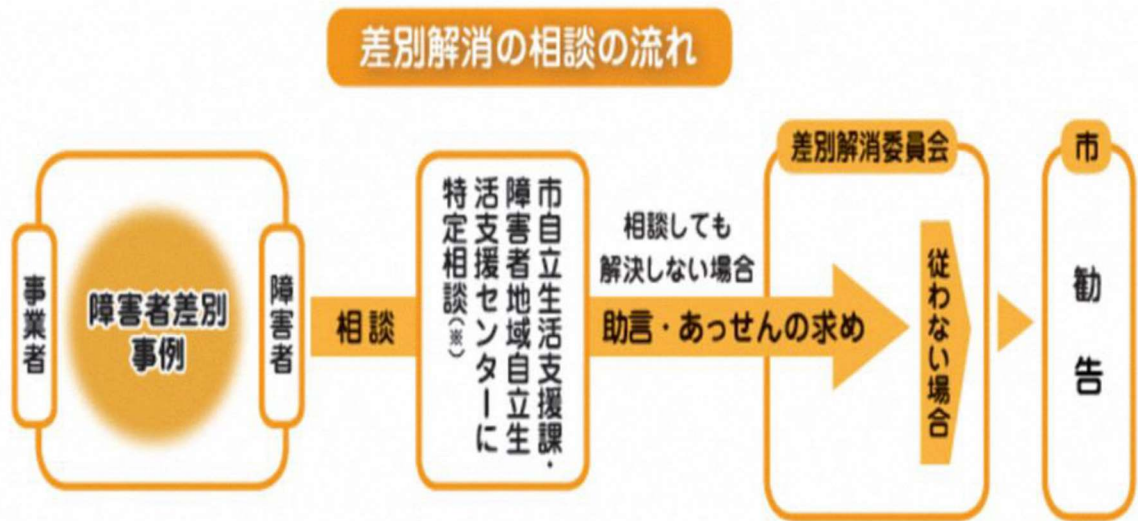 差別解消の相談の流れ
事業者
障害者差別
事例
障害者
相談
市自立生活支援課・
障害者地域自立生
活支援センターに
特定相談(※)
相談しても
解決しない場合
助言・あっせんの求め
差別解消委員会
従わない場合
市
勧告